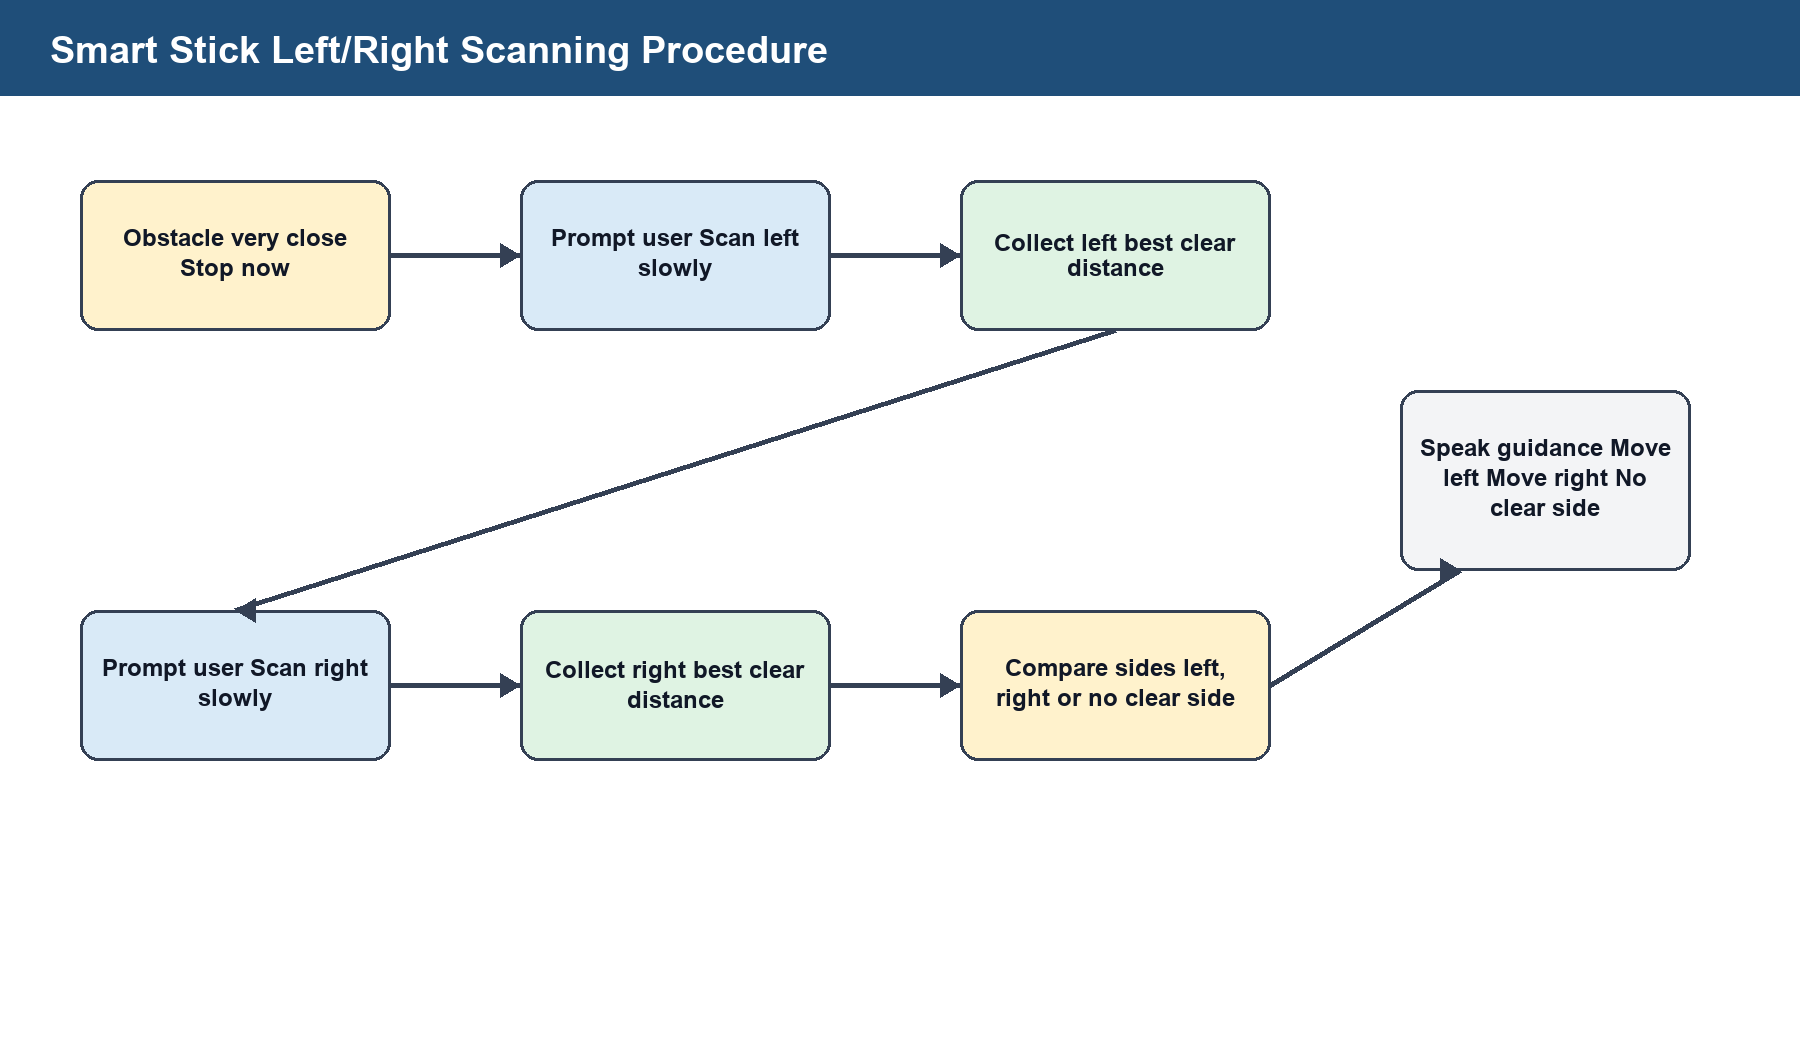 Smart Stick Left/Right Scanning Procedure
Obstacle very close
Stop now
Prompt user Scan left
slowly
Collect left best clear
distance
Speak guidance Move
left Move right No
clear side
Prompt user Scan right
slowly
Collect right best clear
distance
Compare sides left,
right or no clear side